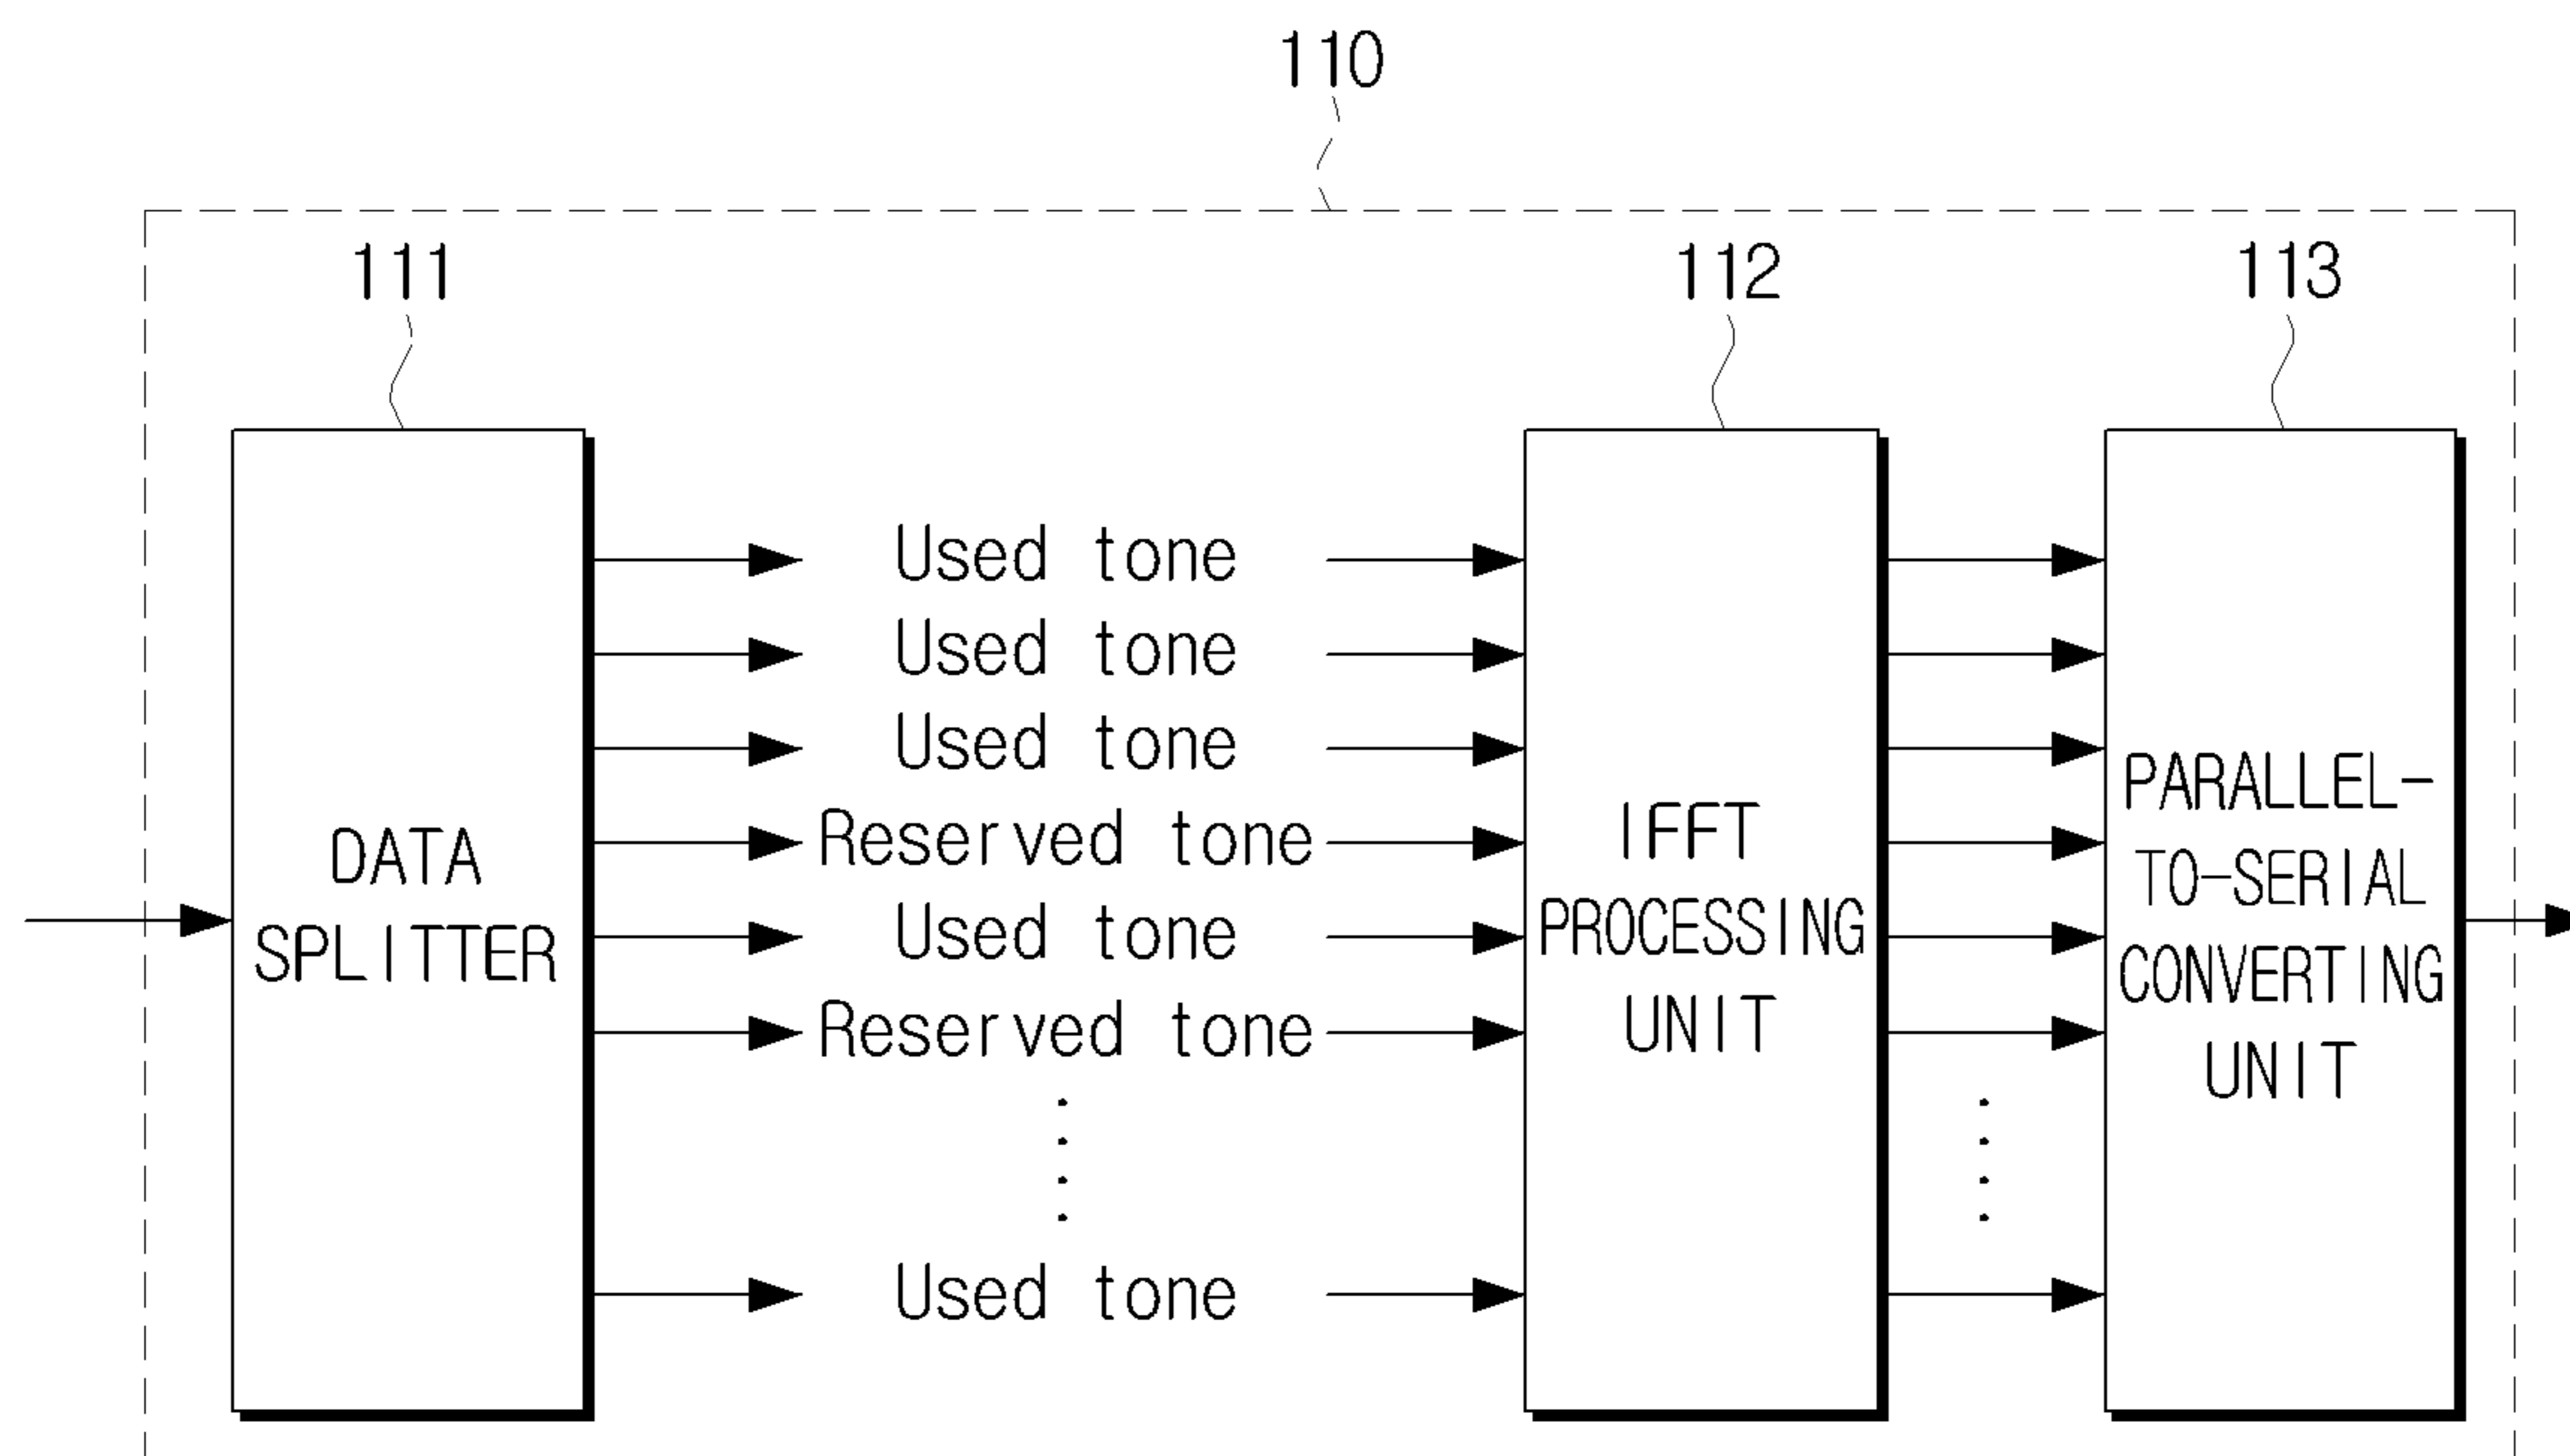 110
111
112
113
DATA
SPLITTER
Used tone
Used tone
Used tone
Reserved tone
Used tone
Reserved tone
Used tone
IFFT
PROCESSING
UNIT
PARALLEL-
TO-SERIAL
CONVERTING
UNIT